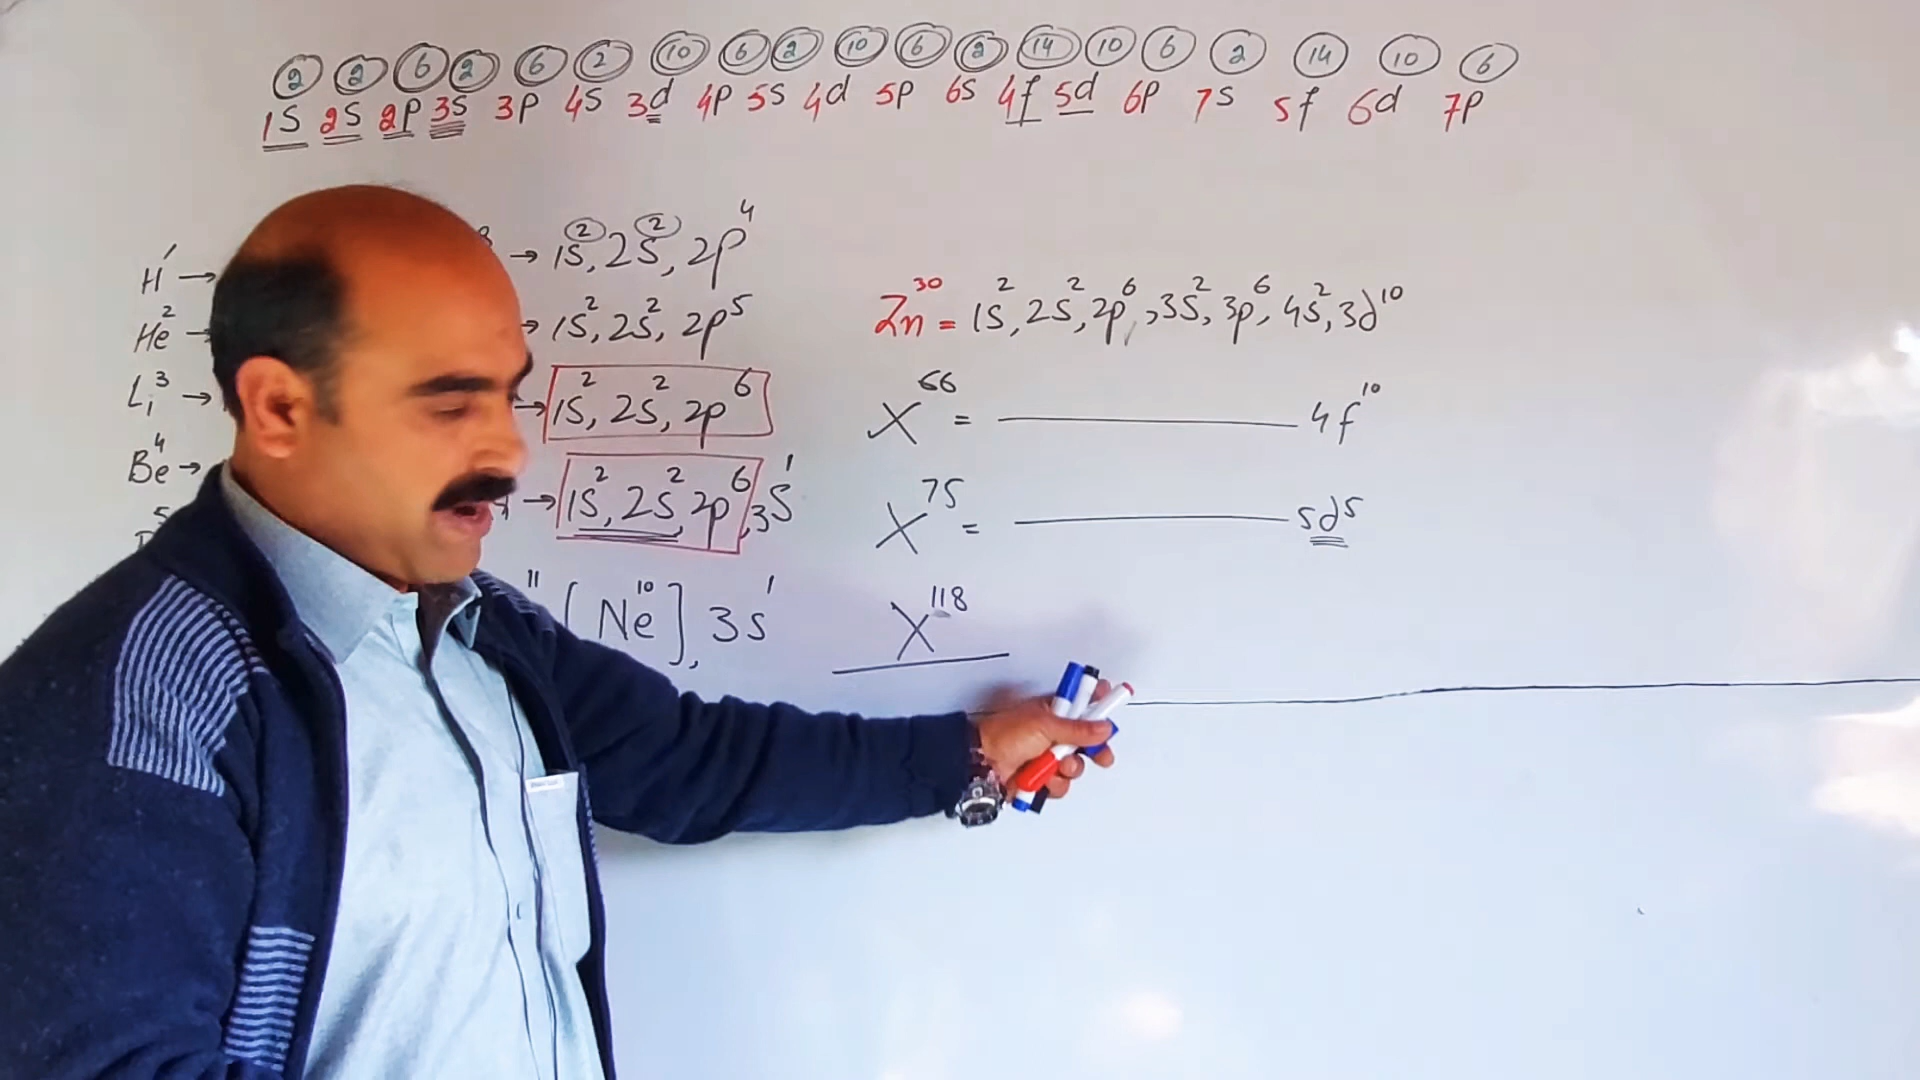 2 2 6 2 6 2 10 6 2 10 6 2 14 10 6 2 14 10 6
1s 2s 2p 3s 3p 4s 3d 4p 5s 4d 5p 6s 4f 5d 6p 7s 5f 6d 7p
H¹ →
He² →
Li³ →
Be⁴ →
5
8 → 1s², 2s², 2p⁴
→ 1s², 2s², 2p⁵
→ 1s², 2s², 2p⁶
→ 1s², 2s², 2p⁶, 3s¹
11 [Ne¹⁰], 3s¹
Zn³⁰ = 1s², 2s², 2p⁶, 3s², 3p⁶, 4s², 3d¹⁰
X⁶⁶ = ———— 4f¹⁰
X⁷⁵ = ———— 5d⁵
X¹¹⁸